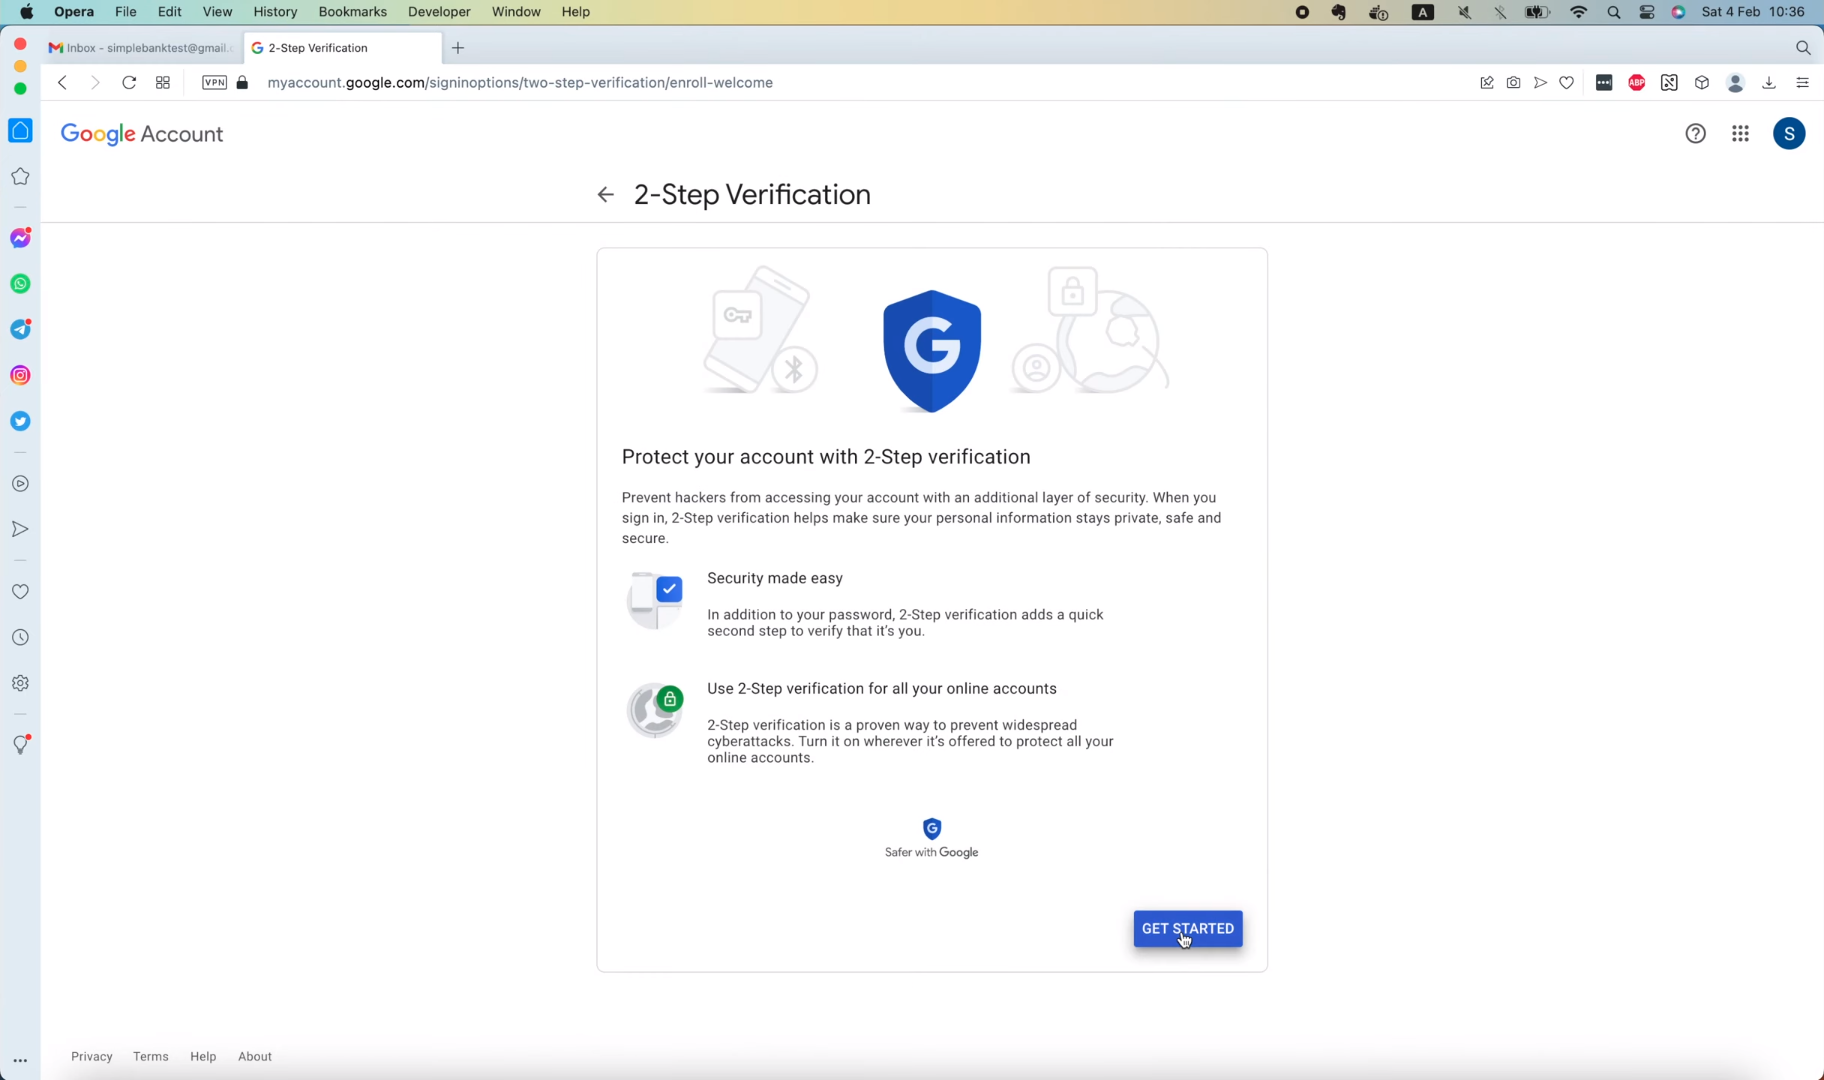 Opera File Edit View History Bookmarks Developer Window Help
A Sat 4 Feb 10:36
Inbox - simplebanktest@gmail.c
G 2-Step Verification
VPN myaccount.google.com/signinoptions/two-step-verification/enroll-welcome
ABP
Google Account
S
2-Step Verification
G
Protect your account with 2-Step verification
Prevent hackers from accessing your account with an additional layer of security. When you
sign in, 2-Step verification helps make sure your personal information stays private, safe and
secure.
Security made easy
In addition to your password, 2-Step verification adds a quick
second step to verify that it's you.
Use 2-Step verification for all your online accounts
2-Step verification is a proven way to prevent widespread
cyberattacks. Turn it on wherever it's offered to protect all your
online accounts.
G
Safer with Google
GET STARTED
Privacy Terms Help About